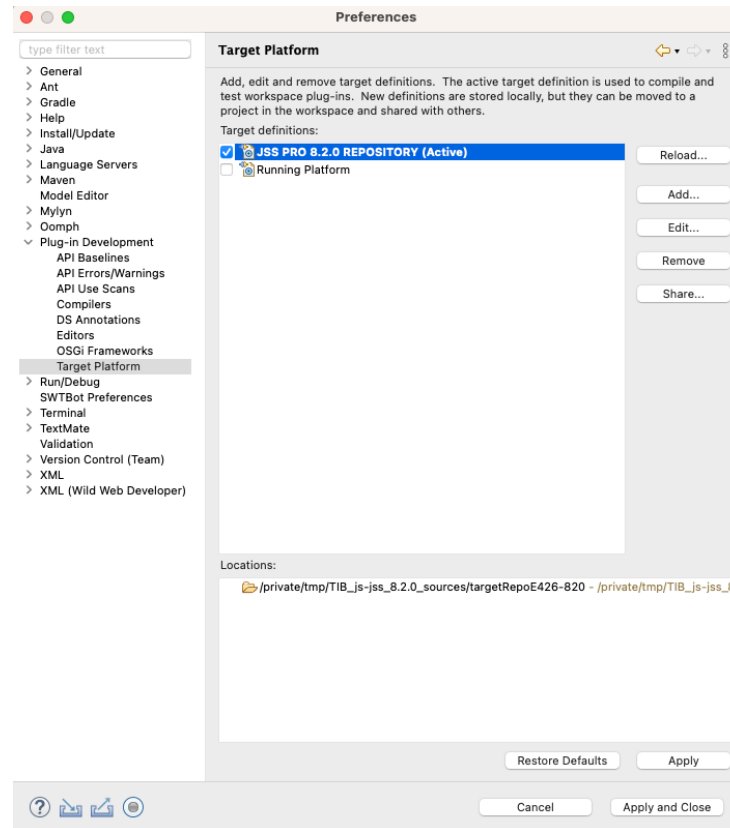 Preferences
type filter text
General
Ant
Gradle
Help
Install/Update
Java
Language Servers
Maven
Model Editor
Mylyn
Oomph
Plug-in Development
API Baselines
API Errors/Warnings
API Use Scans
Compilers
DS Annotations
Editors
OSGi Frameworks
Target Platform
Run/Debug
SWTBot Preferences
Terminal
TextMate
Validation
Version Control (Team)
XML
XML (Wild Web Developer)
Target Platform
Add, edit and remove target definitions.  The active target definition is used to compile and
test workspace plug-ins.  New definitions are stored locally, but they can be moved to a
project in the workspace and shared with others.
Target definitions:
JSS PRO 8.2.0 REPOSITORY (Active)
Running Platform
Reload...
Add...
Edit...
Remove
Share...
Locations:
/private/tmp/TIB_js-jss_8.2.0_sources/targetRepoE426-820 - /private/tmp/TIB_js-jss_
Restore Defaults
Apply
?
Cancel
Apply and Close